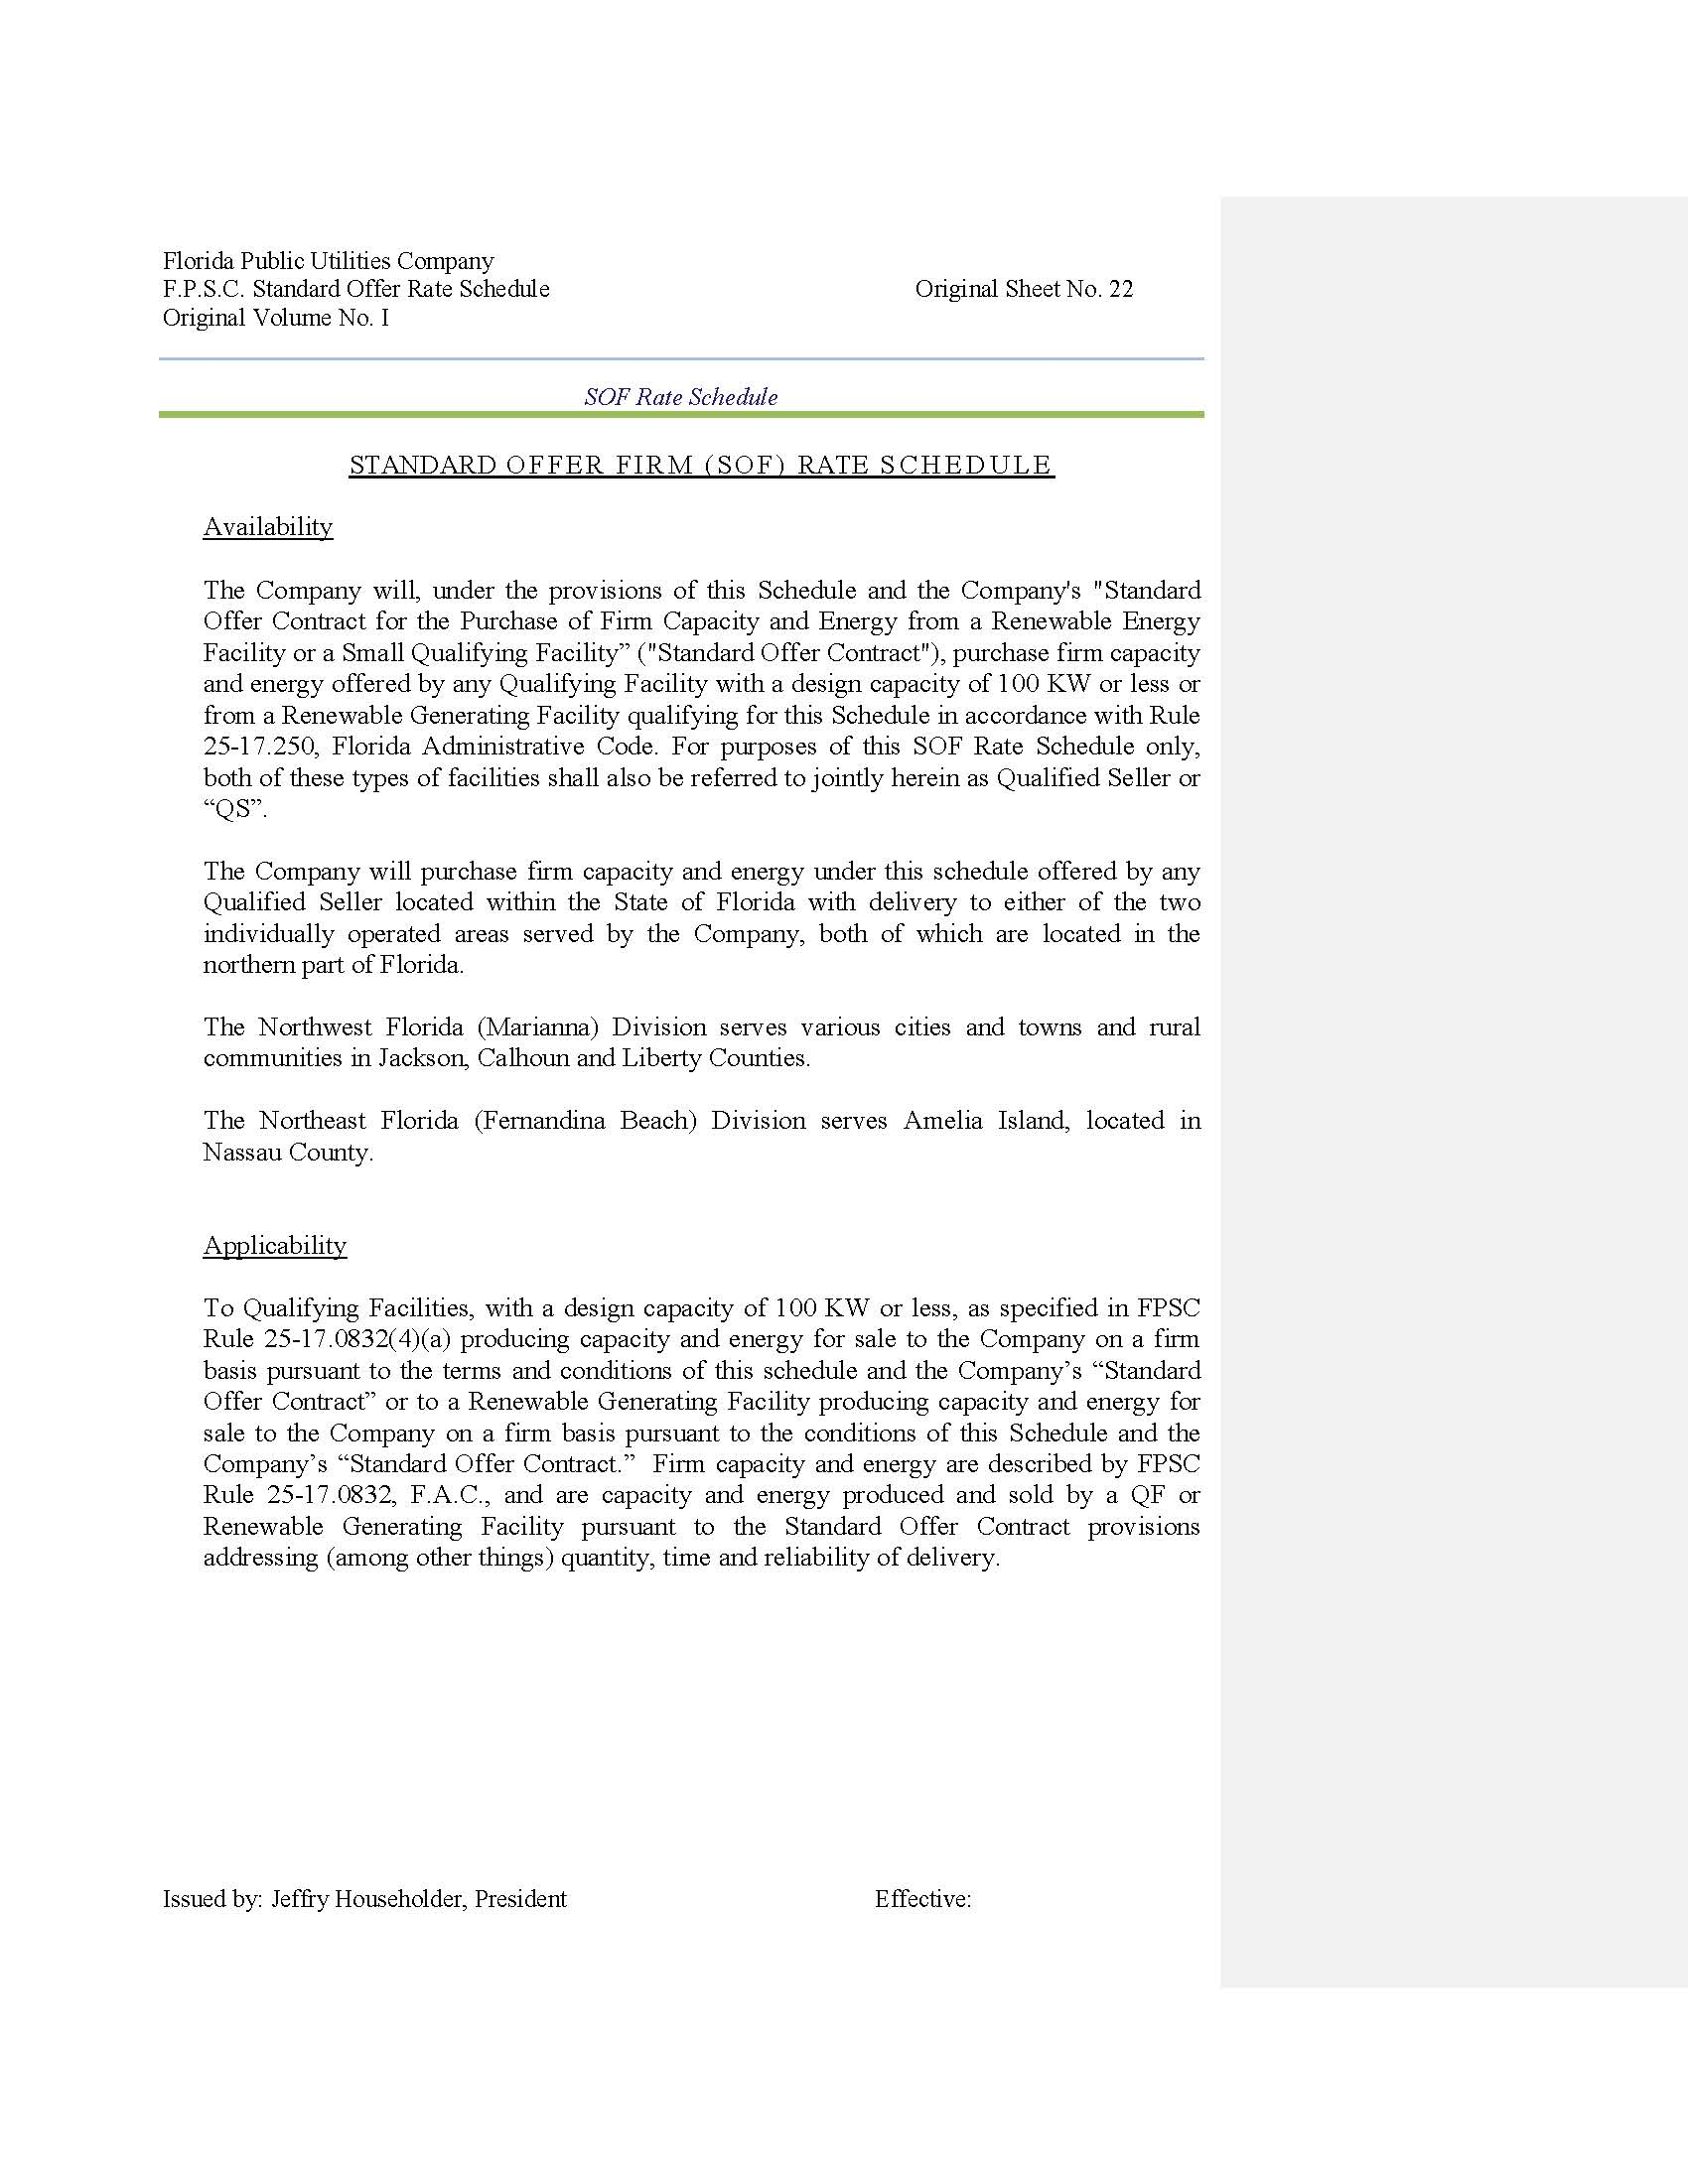 Florida Public Utilities Company
F.P.S.C. Standard Offer Rate Schedule Original Sheet No. 22
Original Volume No. I
SOF Rate Schedule
STANDARD OFFER FIRM (SOF) RATE SCHEDULE
Availability
The Company will, under the provisions of this Schedule and the Company's "Standard
Offer Contract for the Purchase of Firm Capacity and Energy from a Renewable Energy
Facility or a Small Qualifying Facility” ("Standard Offer Contract"), purchase firm capacity
and energy offered by any Qualifying Facility with a design capacity of 100 KW or less or
from a Renewable Generating Facility qualifying for this Schedule in accordance with Rule
25-17.250, Florida Administrative Code. For purposes of this SOF Rate Schedule only,
both of these types of facilities shall also be referred to jointly herein as Qualified Seller or
“QS”.
The Company will purchase firm capacity and energy under this schedule offered by any
Qualified Seller located within the State of Florida with delivery to either of the two
individually operated areas served by the Company, both of which are located in the
northern part of Florida.
The Northwest Florida (Marianna) Division serves various cities and towns and rural
communities in Jackson, Calhoun and Liberty Counties.
The Northeast Florida (Fernandina Beach) Division serves Amelia Island, located in
Nassau County.
Applicability
To Qualifying Facilities, with a design capacity of 100 KW or less, as specified in FPSC
Rule 25-17.0832(4)(a) producing capacity and energy for sale to the Company on a firm
basis pursuant to the terms and conditions of this schedule and the Company’s “Standard
Offer Contract” or to a Renewable Generating Facility producing capacity and energy for
sale to the Company on a firm basis pursuant to the conditions of this Schedule and the
Company’s “Standard Offer Contract.” Firm capacity and energy are described by FPSC
Rule 25-17.0832, F.A.C., and are capacity and energy produced and sold by a QF or
Renewable Generating Facility pursuant to the Standard Offer Contract provisions
addressing (among other things) quantity, time and reliability of delivery.
Issued by: Jeffry Householder, President Effective: